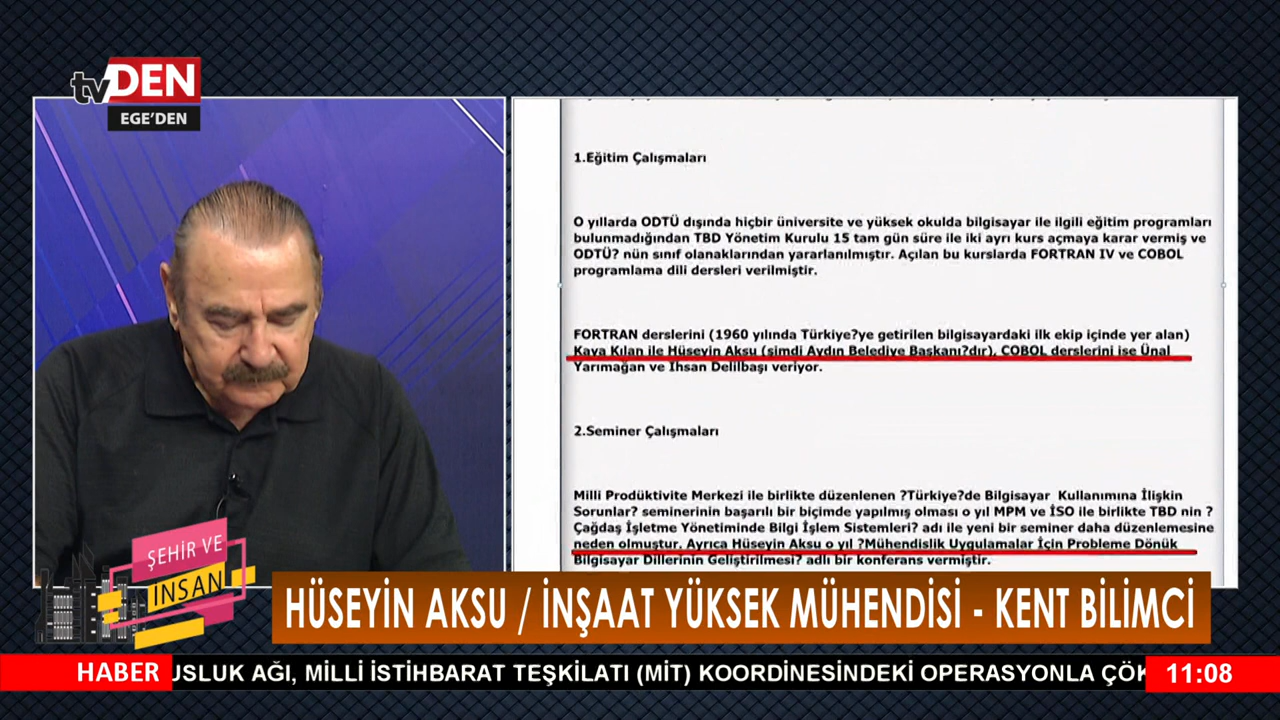 tvDEN
EGE'DEN
1.Eğitim Çalışmaları
O yıllarda ODTÜ dışında hiçbir üniversite ve yüksek okulda bilgisayar ile ilgili eğitim programları
bulunmadığından TBD Yönetim Kurulu 15 tam gün süre ile iki ayrı kurs açmaya karar vermiş ve
ODTÜ? nün sınıf olanaklarından yararlanılmıştır. Açılan bu kurslarda FORTRAN IV ve COBOL
programlama dili dersleri verilmiştir.
FORTRAN derslerini (1960 yılında Türkiye?ye getirilen bilgisayardaki ilk ekip içinde yer alan)
Kaya Kılan ile Hüseyin Aksu (şimdi Aydın Belediye Başkanı?dır), COBOL derslerini ise Ünal
Yarımağan ve İhsan Delilbaşı veriyor.
2.Seminer Çalışmaları
Milli Prodüktivite Merkezi ile birlikte düzenlenen ?Türkiye?de Bilgisayar Kullanımına İlişkin
Sorunlar? seminerinin başarılı bir biçimde yapılmış olması o yıl MPM ve İSO ile birlikte TBD nin ?
Çağdaş İşletme Yönetiminde Bilgi İşlem Sistemleri? adı ile yeni bir seminer daha düzenlemesine
neden olmuştur. Ayrıca Hüseyin Aksu o yıl ?Mühendislik Uygulamalar İçin Probleme Dönük
Bilgisayar Dillerinin Geliştirilmesi? adlı bir konferans vermiştir.
ŞEHİR VE
İNSAN
HÜSEYİN AKSU / İNŞAAT YÜKSEK MÜHENDİSİ - KENT BİLİMCİ
HABER USLUK AĞI, MİLLİ İSTİHBARAT TEŞKİLATI (MİT) KOORDİNESİNDEKİ OPERASYONLA ÇÖK 11:08